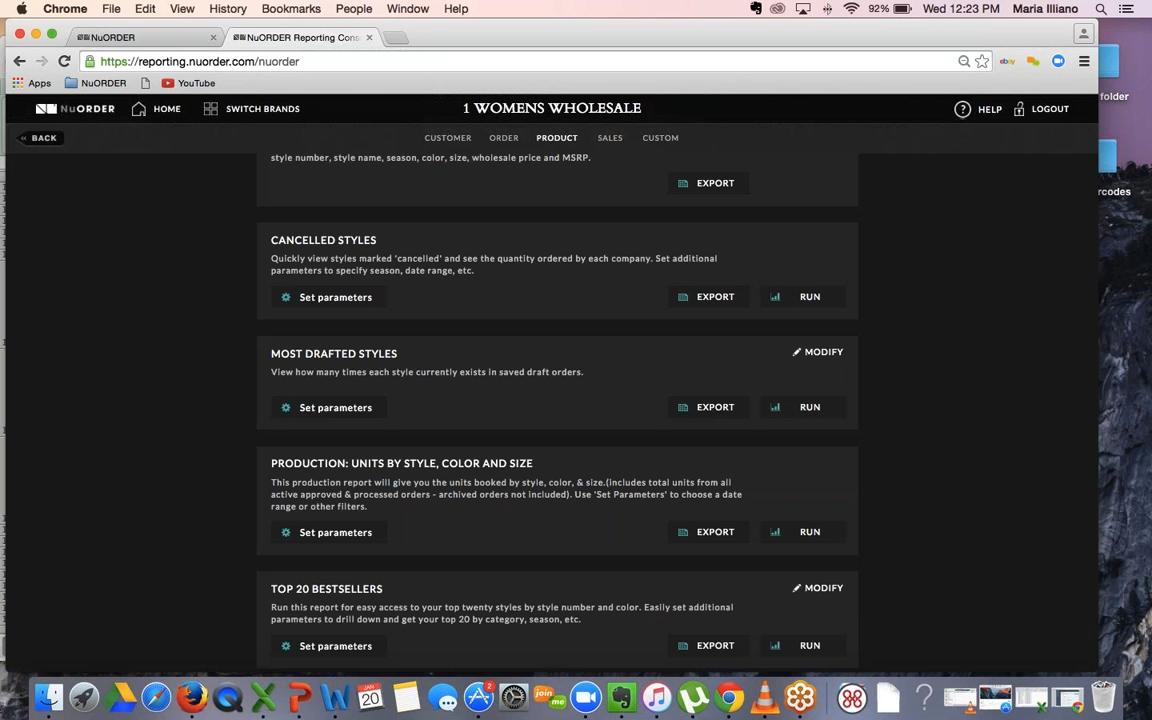 Chrome File Edit View History Bookmarks People Window Help 92% Wed 12:23 PM Maria Illiano
NuORDER × NuORDER Reporting Cons ×
https://reporting.nuorder.com/nuorder ebay
Apps NuORDER YouTube
folder
NuORDER HOME SWITCH BRANDS 1 WOMENS WHOLESALE ? HELP LOGOUT
« BACK CUSTOMER ORDER PRODUCT SALES CUSTOM
style number, style name, season, color, size, wholesale price and MSRP.
EXPORT
rcodes
CANCELLED STYLES
Quickly view styles marked 'cancelled' and see the quantity ordered by each company. Set additional
parameters to specify season, date range, etc.
Set parameters EXPORT RUN
MOST DRAFTED STYLES MODIFY
View how many times each style currently exists in saved draft orders.
Set parameters EXPORT RUN
PRODUCTION: UNITS BY STYLE, COLOR AND SIZE
This production report will give you the units booked by style, color, & size.(includes total units from all
active approved & processed orders - archived orders not included). Use 'Set Parameters' to choose a date
range or other filters.
Set parameters EXPORT RUN
TOP 20 BESTSELLERS MODIFY
Run this report for easy access to your top twenty styles by style number and color. Easily set additional
parameters to drill down and get your top 20 by category, season, etc.
Set parameters EXPORT RUN
JAN
20
2
join
me